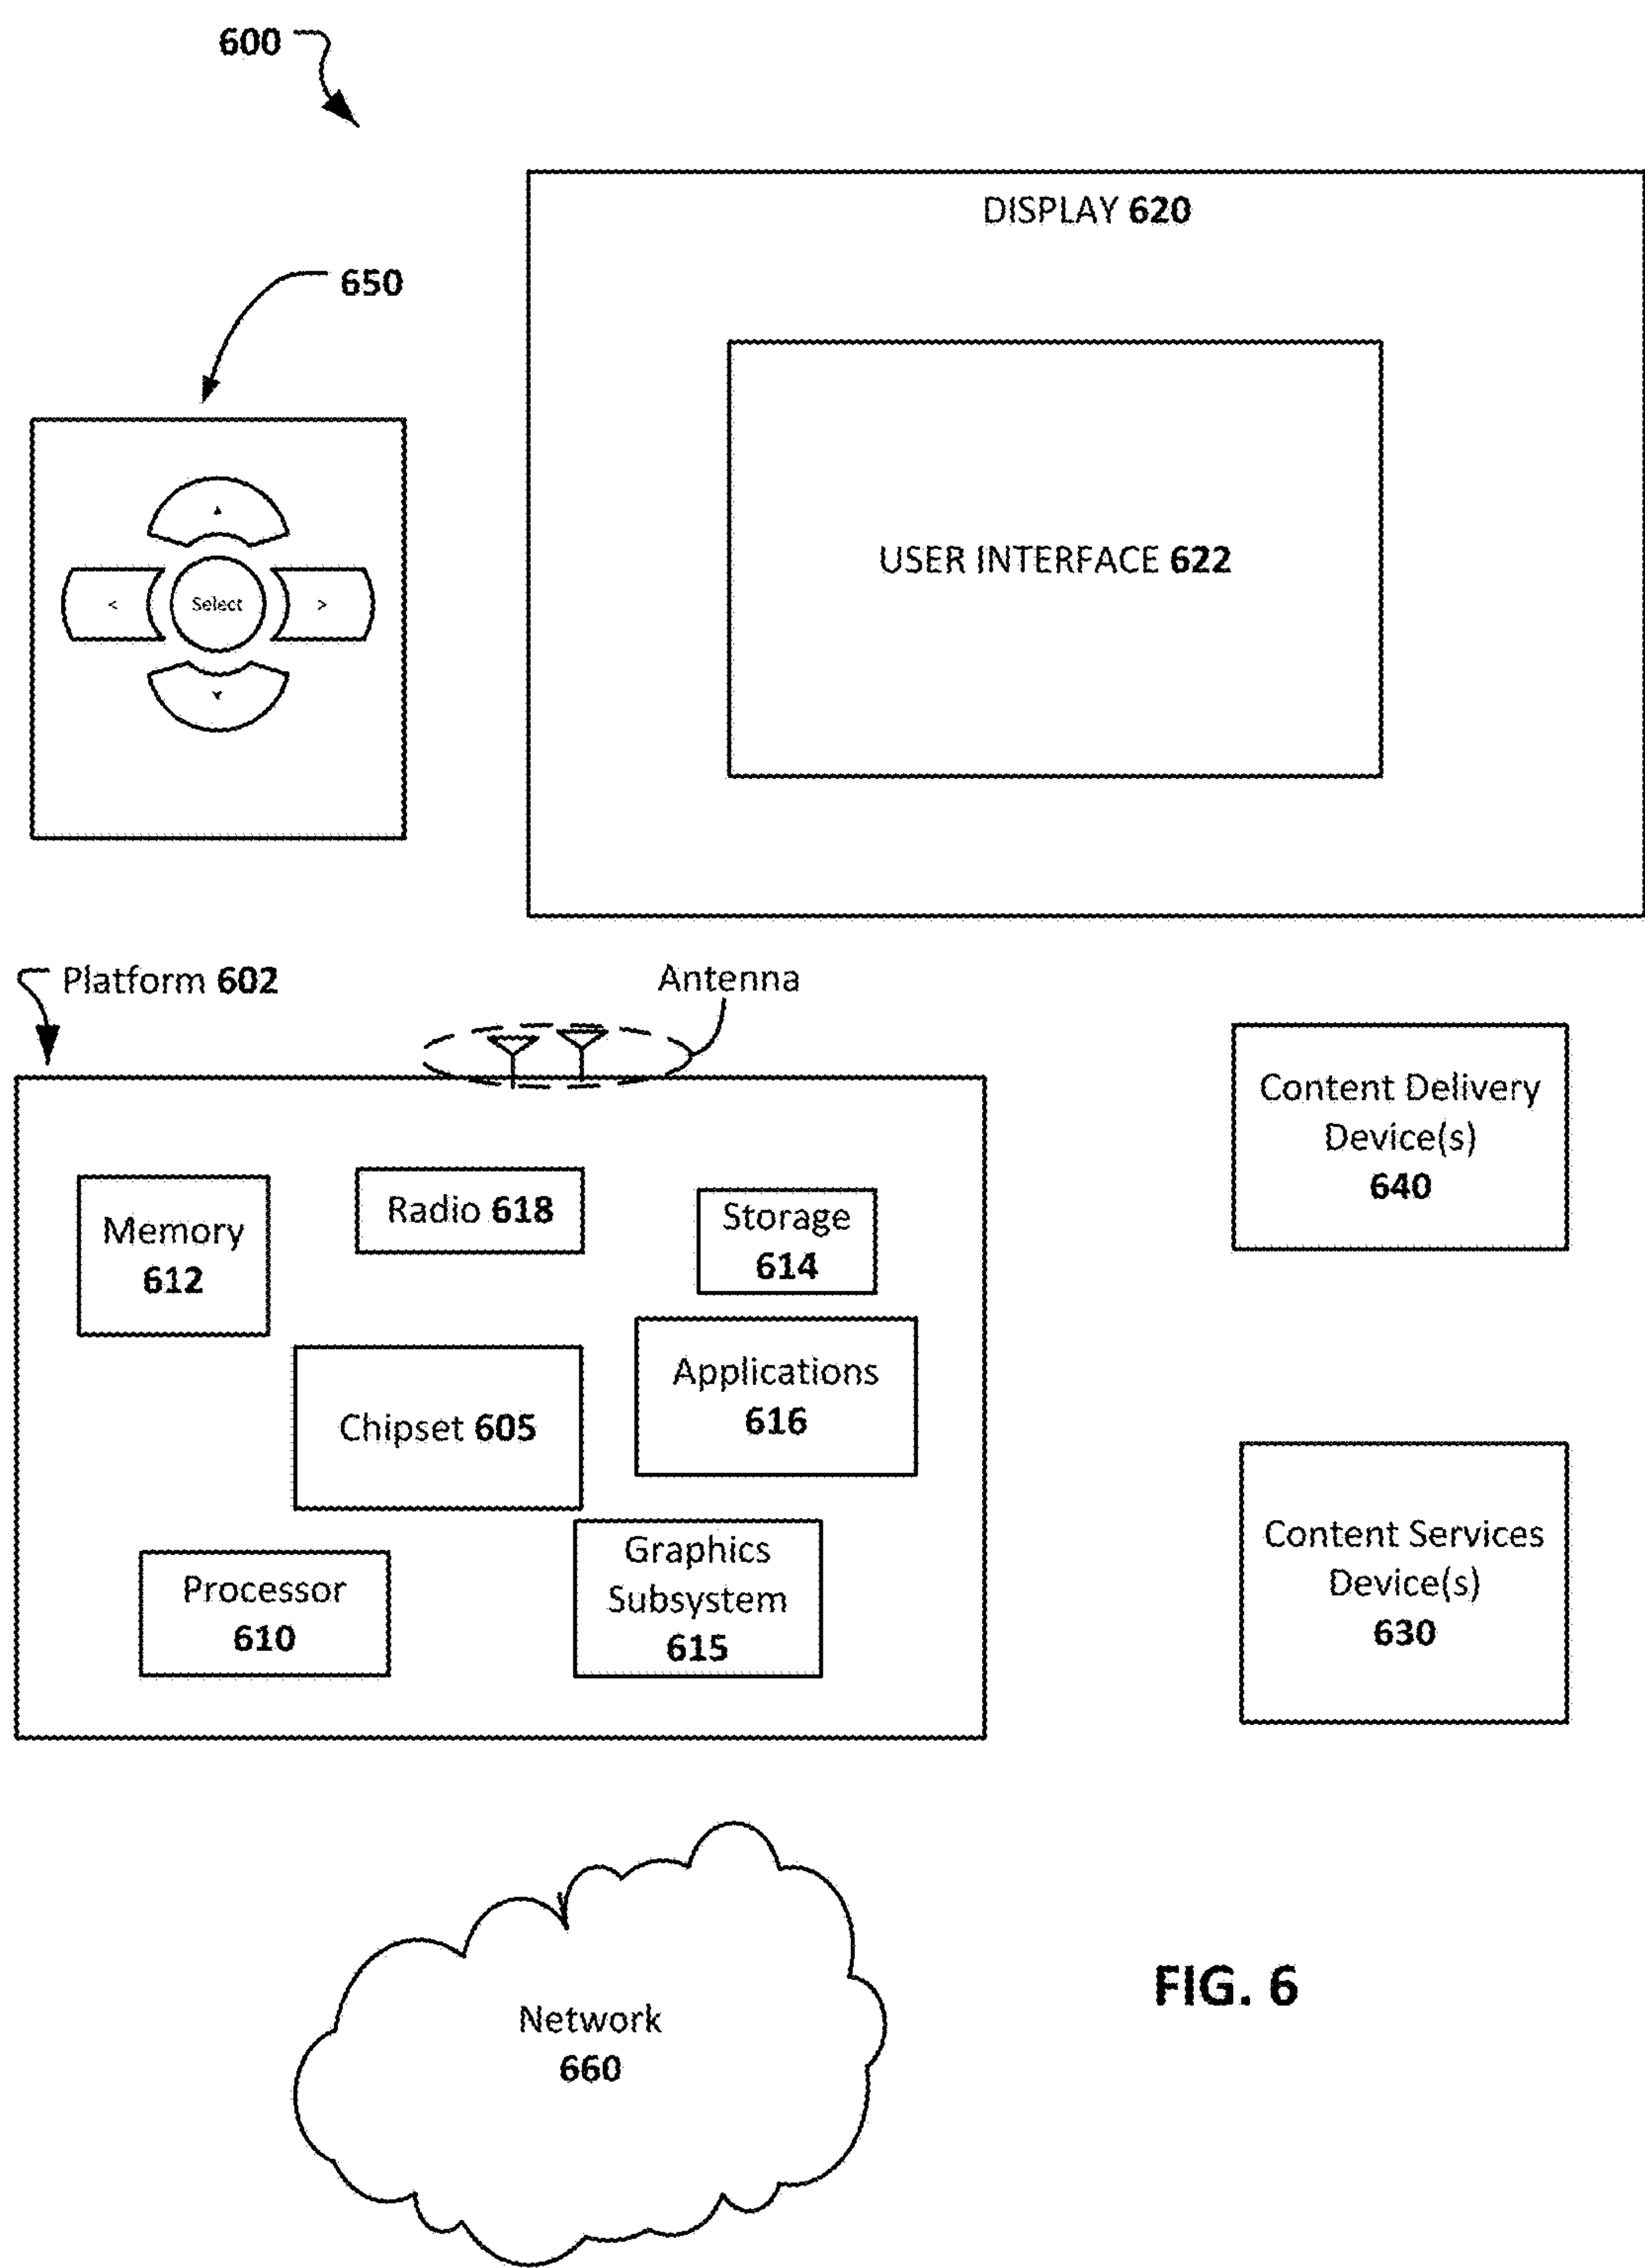 600
DISPLAY 620
650
USER INTERFACE 622
<
Select
>
Platform 602
Antenna
Memory
612
Radio 618
Storage
614
Chipset 605
Applications
616
Processor
610
Graphics
Subsystem
615
Content Delivery
Device(s)
640
Content Services
Device(s)
630
Network
660
FIG. 6